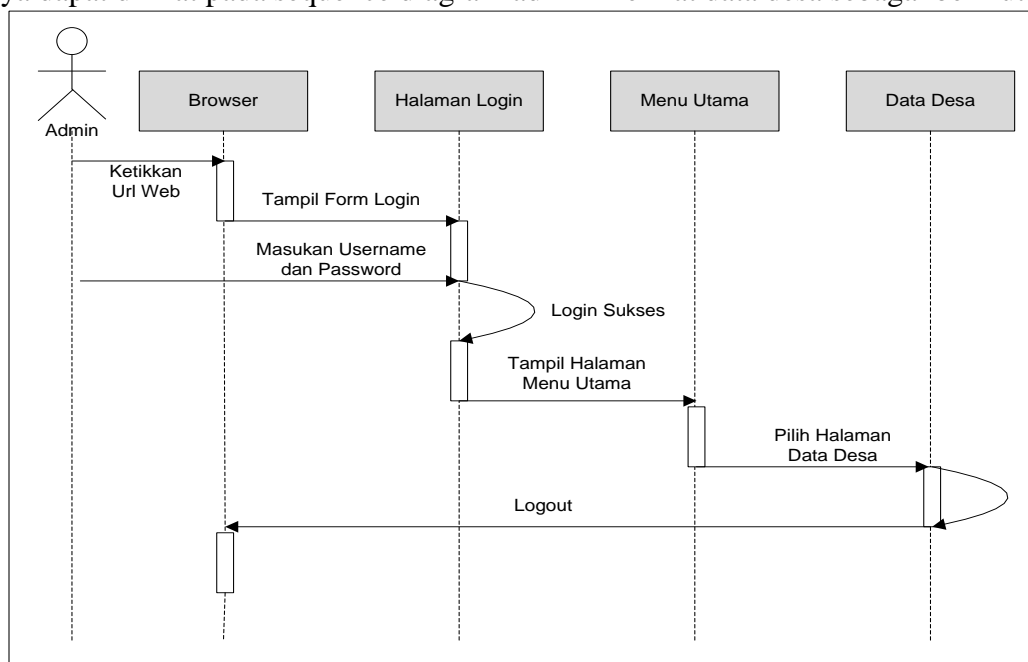 Admin
Browser
Halaman Login
Menu Utama
Data Desa
Ketikkan
Url Web
Tampil Form Login
Masukan Username
dan Password
Login Sukses
Tampil Halaman
Menu Utama
Pilih Halaman
Data Desa
Logout